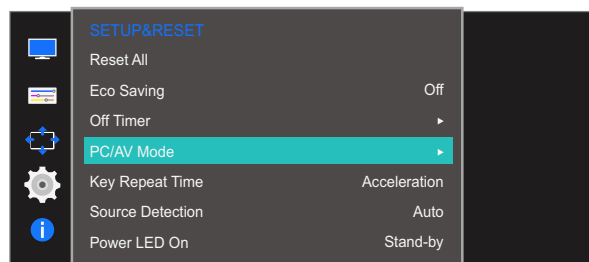 SETUP&RESET
Reset All
Eco Saving Off
Off Timer ▸
PC/AV Mode ▸
Key Repeat Time Acceleration
Source Detection Auto
Power LED On Stand-by